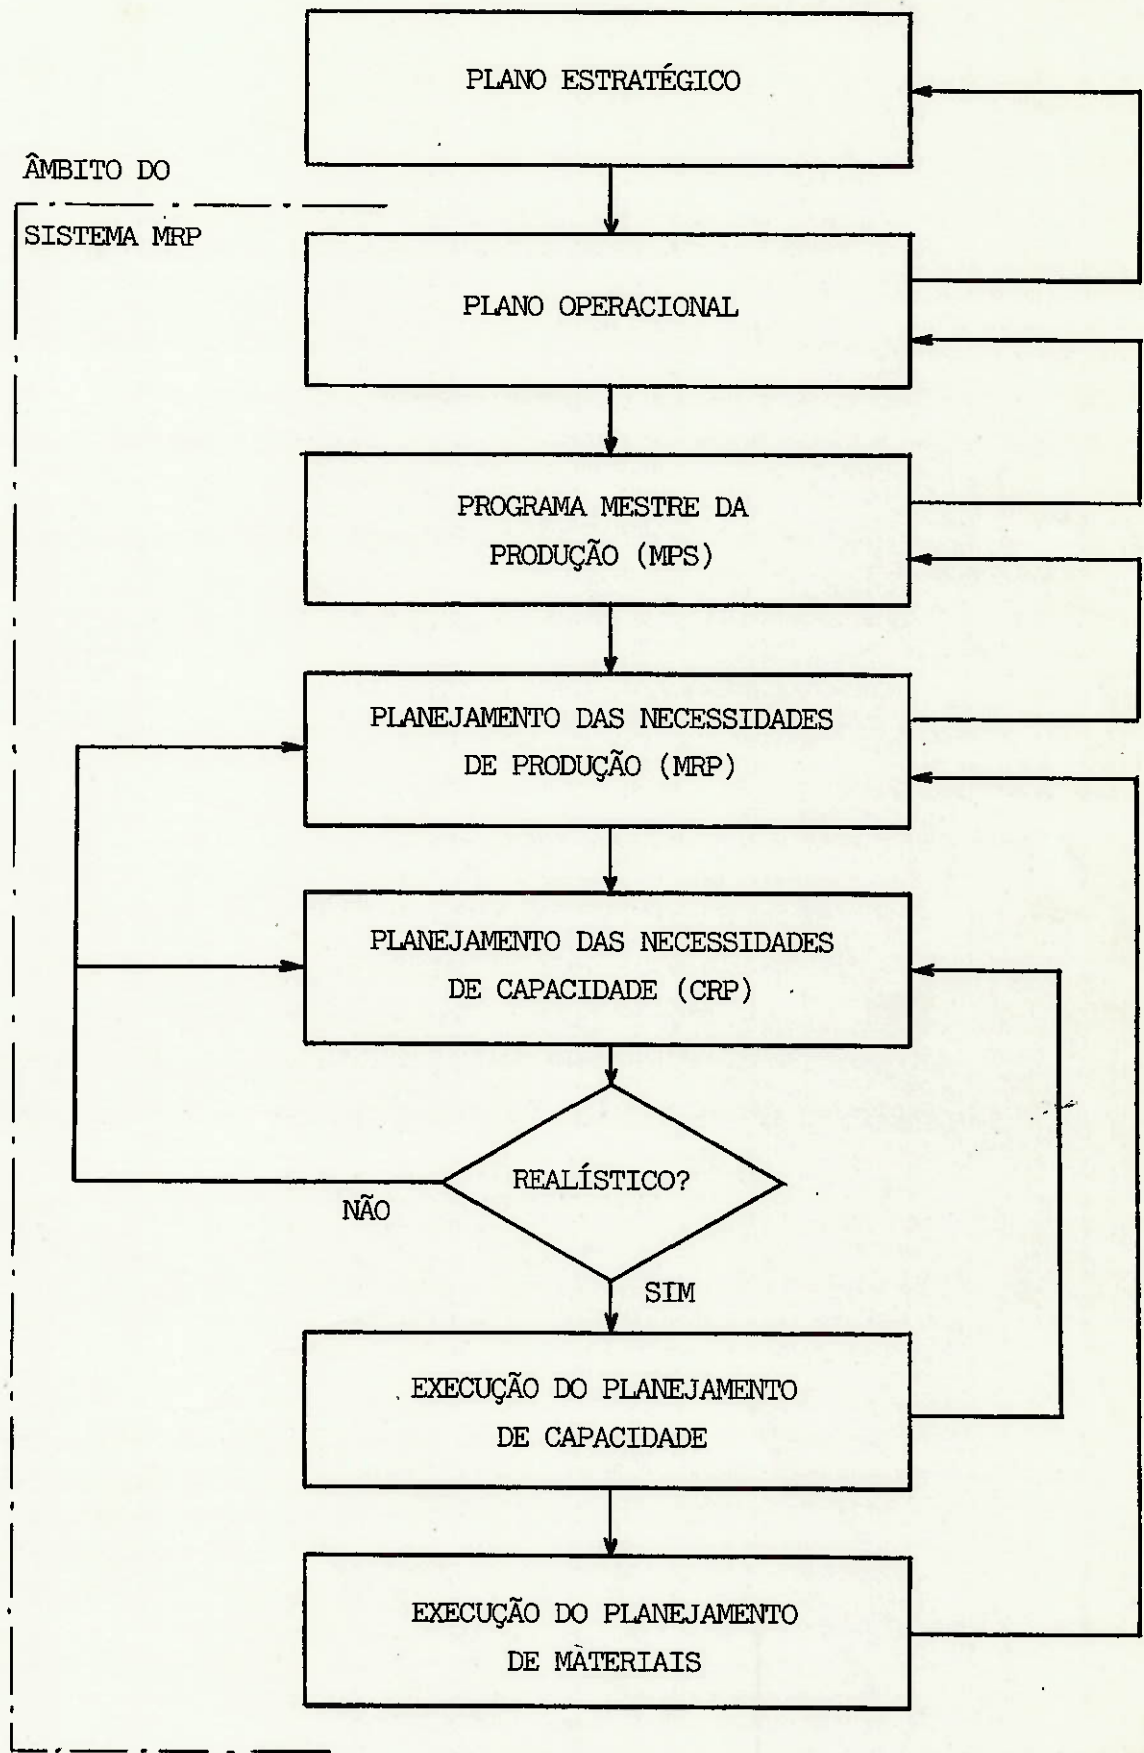 PLANO ESTRATÉGICO
ÂMBITO DO
SISTEMA MRP
PLANO OPERACIONAL
PROGRAMA MESTRE DA
PRODUÇÃO (MPS)
PLANEJAMENTO DAS NECESSIDADES
DE PRODUÇÃO (MRP)
PLANEJAMENTO DAS NECESSIDADES
DE CAPACIDADE (CRP)
REALÍSTICO?
NÃO
SIM
EXECUÇÃO DO PLANEJAMENTO
DE CAPACIDADE
EXECUÇÃO DO PLANEJAMENTO
DE MATERIAIS